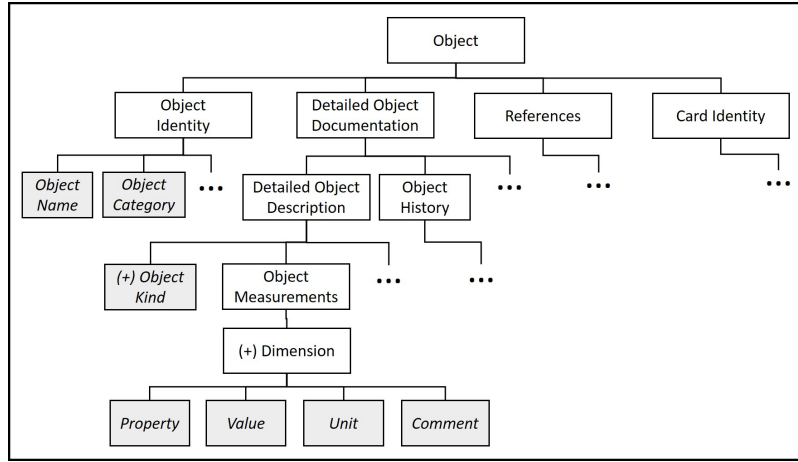 Object
Object
Identity
Detailed Object
Documentation
References
Card Identity
Object
Name
Object
Category
...
Detailed Object
Description
Object
History
...
...
...
(+) Object
Kind
Object
Measurements
...
...
(+) Dimension
Property
Value
Unit
Comment